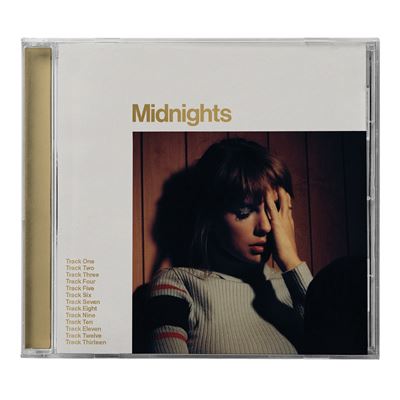 Midnights
Track One
Track Two
Track Three
Track Four
Track Five
Track Six
Track Seven
Track Eight
Track Nine
Track Ten
Track Eleven
Track Twelve
Track Thirteen